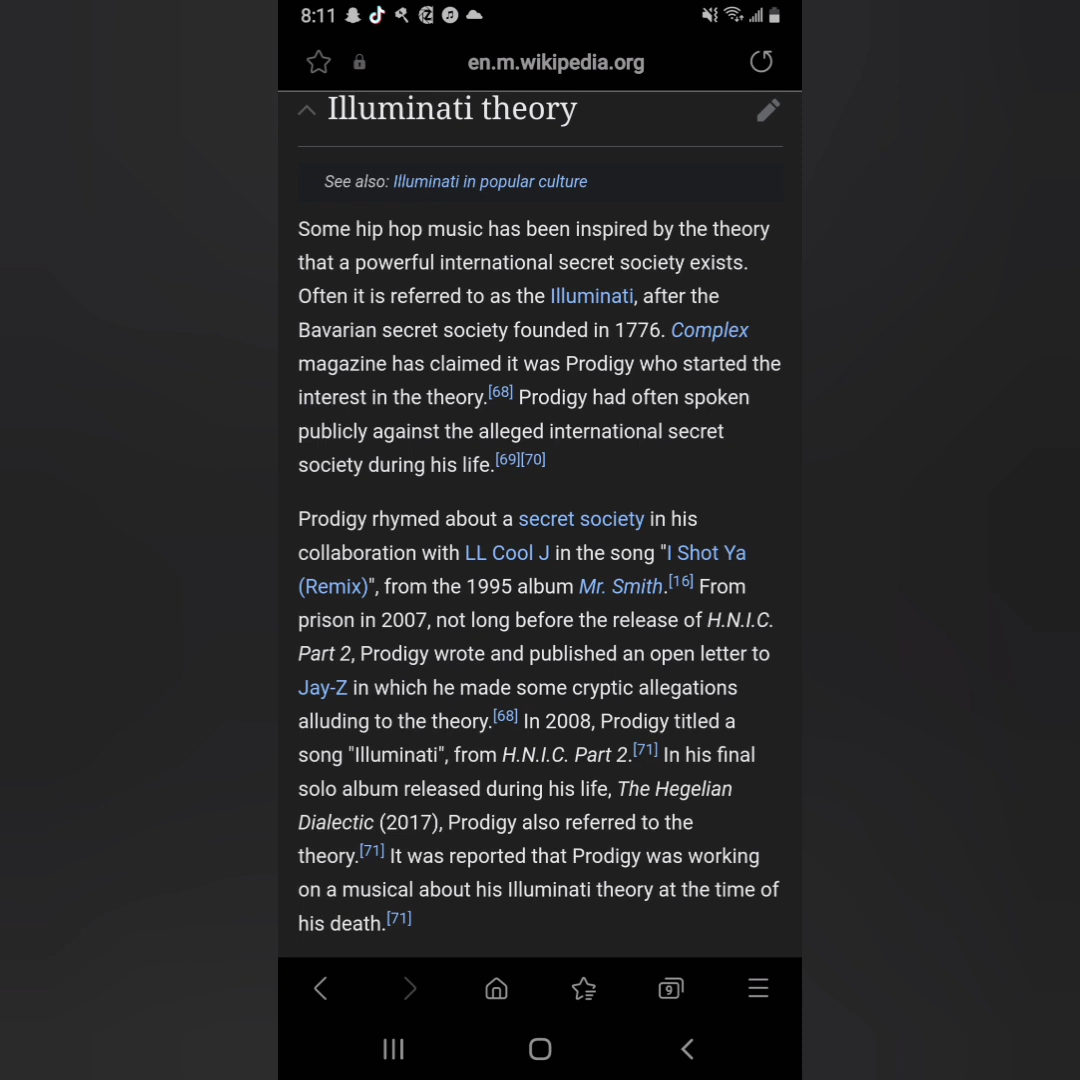 8:11
en.m.wikipedia.org
Illuminati theory
See also: Illuminati in popular culture
Some hip hop music has been inspired by the theory
that a powerful international secret society exists.
Often it is referred to as the Illuminati, after the
Bavarian secret society founded in 1776. Complex
magazine has claimed it was Prodigy who started the
interest in the theory.[68] Prodigy had often spoken
publicly against the alleged international secret
society during his life.[69][70]
Prodigy rhymed about a secret society in his
collaboration with LL Cool J in the song "I Shot Ya
(Remix)", from the 1995 album Mr. Smith.[16] From
prison in 2007, not long before the release of H.N.I.C.
Part 2, Prodigy wrote and published an open letter to
Jay-Z in which he made some cryptic allegations
alluding to the theory.[68] In 2008, Prodigy titled a
song "Illuminati", from H.N.I.C. Part 2.[71] In his final
solo album released during his life, The Hegelian
Dialectic (2017), Prodigy also referred to the
theory.[71] It was reported that Prodigy was working
on a musical about his Illuminati theory at the time of
his death.[71]
9